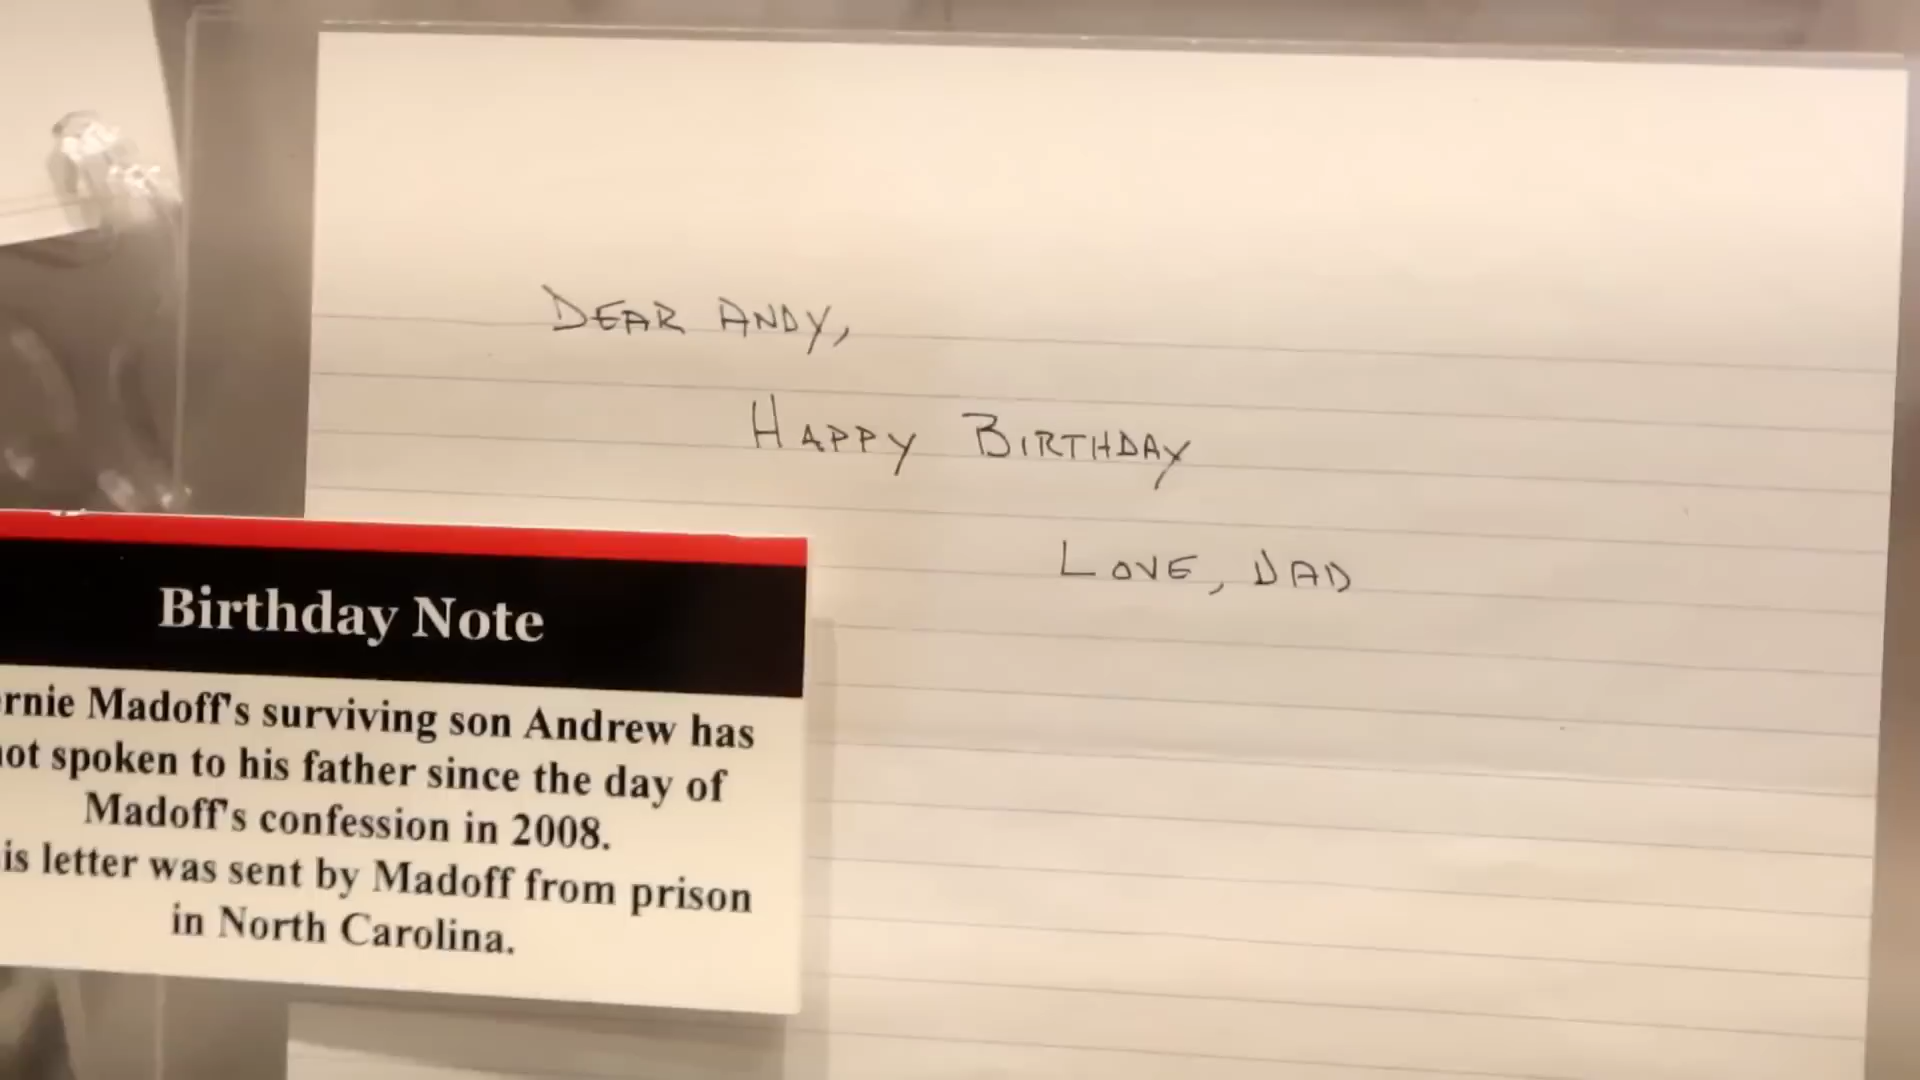 DEAR ANDY,
HAPPY BIRTHDAY
LOVE, DAD
Birthday Note
rnie Madoff's surviving son Andrew has
ot spoken to his father since the day of
Madoff's confession in 2008.
is letter was sent by Madoff from prison
in North Carolina.